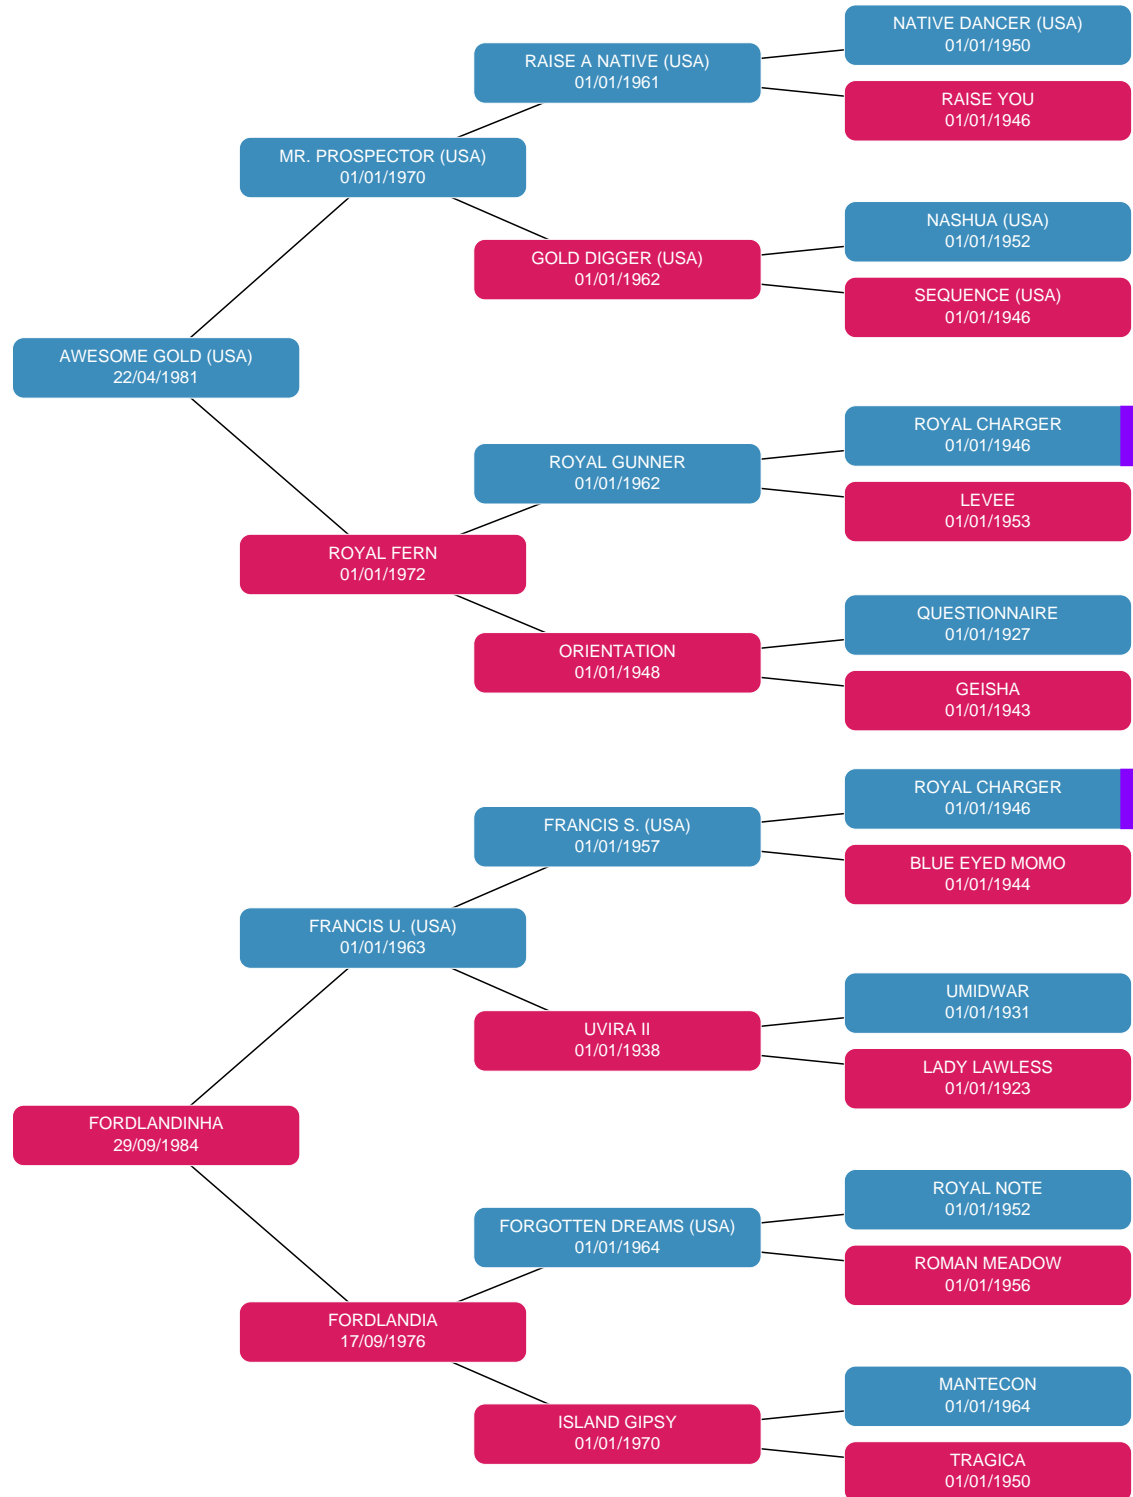 NATIVE DANCER (USA)
01/01/1950
RAISE A NATIVE (USA)
01/01/1961
RAISE YOU
01/01/1946
MR. PROSPECTOR (USA)
01/01/1970
NASHUA (USA)
01/01/1952
GOLD DIGGER (USA)
01/01/1962
SEQUENCE (USA)
01/01/1946
AWESOME GOLD (USA)
22/04/1981
ROYAL CHARGER
01/01/1946
ROYAL GUNNER
01/01/1962
LEVEE
01/01/1953
ROYAL FERN
01/01/1972
QUESTIONNAIRE
01/01/1927
ORIENTATION
01/01/1948
GEISHA
01/01/1943
ROYAL CHARGER
01/01/1946
FRANCIS S. (USA)
01/01/1957
BLUE EYED MOMO
01/01/1944
FRANCIS U. (USA)
01/01/1963
UMIDWAR
01/01/1931
UVIRA II
01/01/1938
LADY LAWLESS
01/01/1923
FORDLANDINHA
29/09/1984
ROYAL NOTE
01/01/1952
FORGOTTEN DREAMS (USA)
01/01/1964
ROMAN MEADOW
01/01/1956
FORDLANDIA
17/09/1976
MANTECON
01/01/1964
ISLAND GIPSY
01/01/1970
TRAGICA
01/01/1950